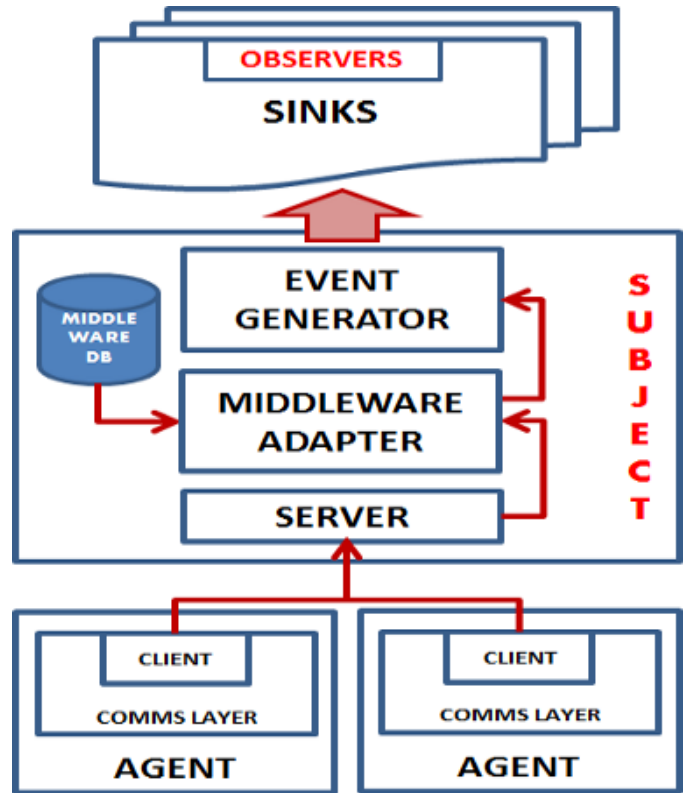 OBSERVERS
SINKS
EVENT
GENERATOR
MIDDLE
WARE
DB
MIDDLEWARE
ADAPTER
SERVER
S
U
B
J
E
C
T
CLIENT
COMMS LAYER
AGENT
CLIENT
COMMS LAYER
AGENT